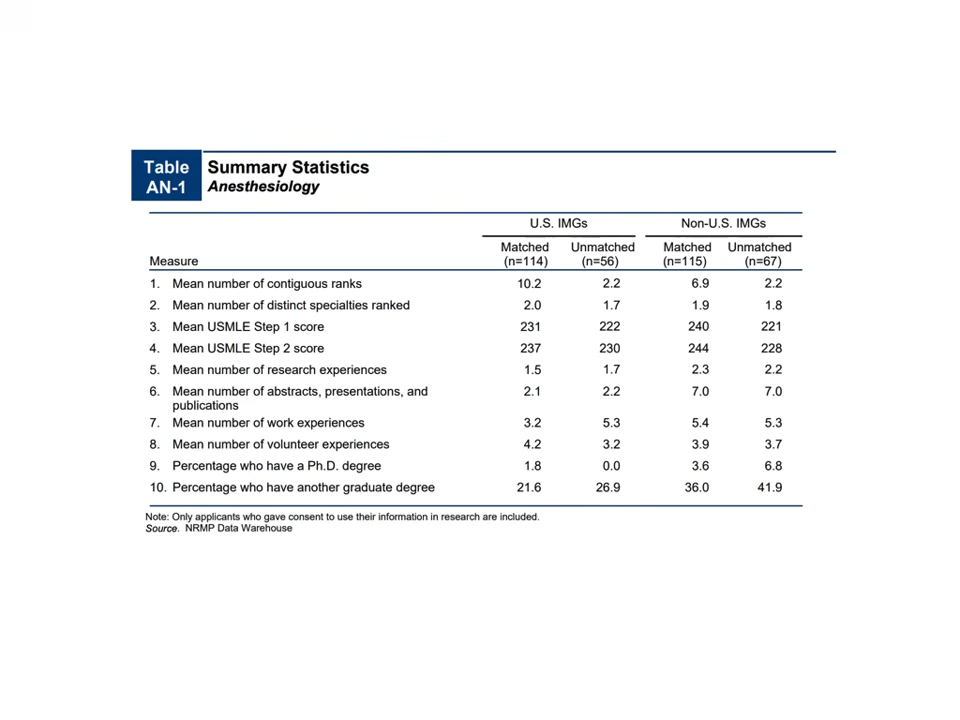 Table AN-1
Summary Statistics
Anesthesiology
U.S. IMGs Non-U.S. IMGs
Measure Matched (n=114) Unmatched (n=56) Matched (n=115) Unmatched (n=67)
1. Mean number of contiguous ranks 10.2 2.2 6.9 2.2
2. Mean number of distinct specialties ranked 2.0 1.7 1.9 1.8
3. Mean USMLE Step 1 score 231 222 240 221
4. Mean USMLE Step 2 score 237 230 244 228
5. Mean number of research experiences 1.5 1.7 2.3 2.2
6. Mean number of abstracts, presentations, and 2.1 2.2 7.0 7.0
publications
7. Mean number of work experiences 3.2 5.3 5.4 5.3
8. Mean number of volunteer experiences 4.2 3.2 3.9 3.7
9. Percentage who have a Ph.D. degree 1.8 0.0 3.6 6.8
10. Percentage who have another graduate degree 21.6 26.9 36.0 41.9
Note: Only applicants who gave consent to use their information in research are included.
Source. NRMP Data Warehouse